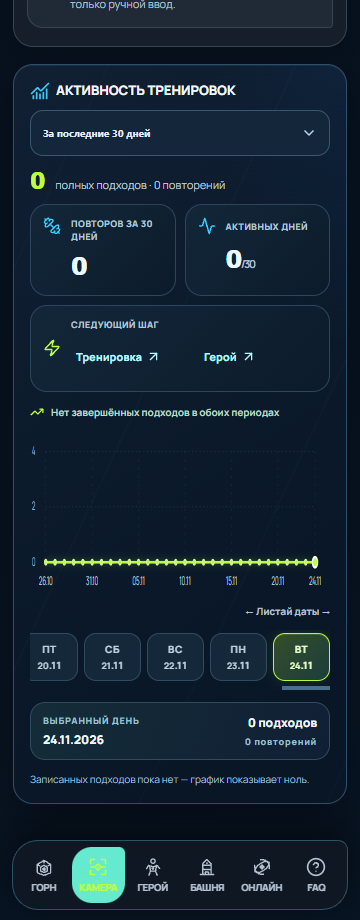 только ручной ввод.
АКТИВНОСТЬ ТРЕНИРОВОК
За последние 30 дней
0 полных подходов · 0 повторений
ПОВТОРОВ ЗА 30
ДНЕЙ
0
АКТИВНЫХ ДНЕЙ
0/30
СЛЕДУЮЩИЙ ШАГ
Тренировка ↗ Герой ↗
Нет завершённых подходов в обоих периодах
4
2
0
26.10 31.10 05.11 10.11 15.11 20.11 24.11
← Листай даты →
ПТ СБ ВС ПН ВТ
20.11 21.11 22.11 23.11 24.11
ВЫБРАННЫЙ ДЕНЬ
24.11.2026
0 подходов
0 повторений
Записанных подходов пока нет — график показывает ноль.
ГОРН КАМЕРА ГЕРОЙ БАШНЯ ОНЛАЙН FAQ